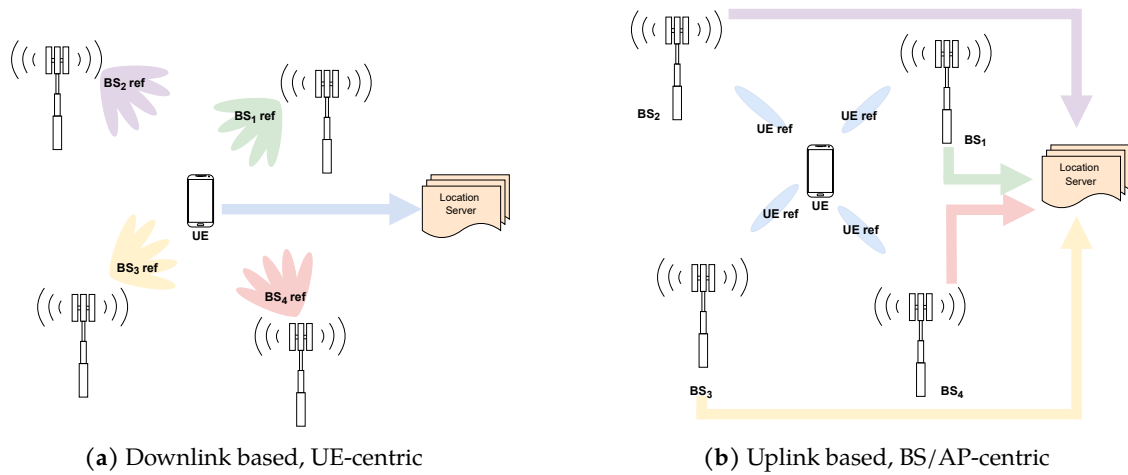 BS₂ ref
BS₁ ref
UE
Location
Server
BS₃ ref
BS₄ ref
(a) Downlink based, UE-centric
BS₂
BS₁
UE ref
UE ref
UE
UE ref
UE ref
Location
Server
BS₃
BS₄
(b) Uplink based, BS/AP-centric